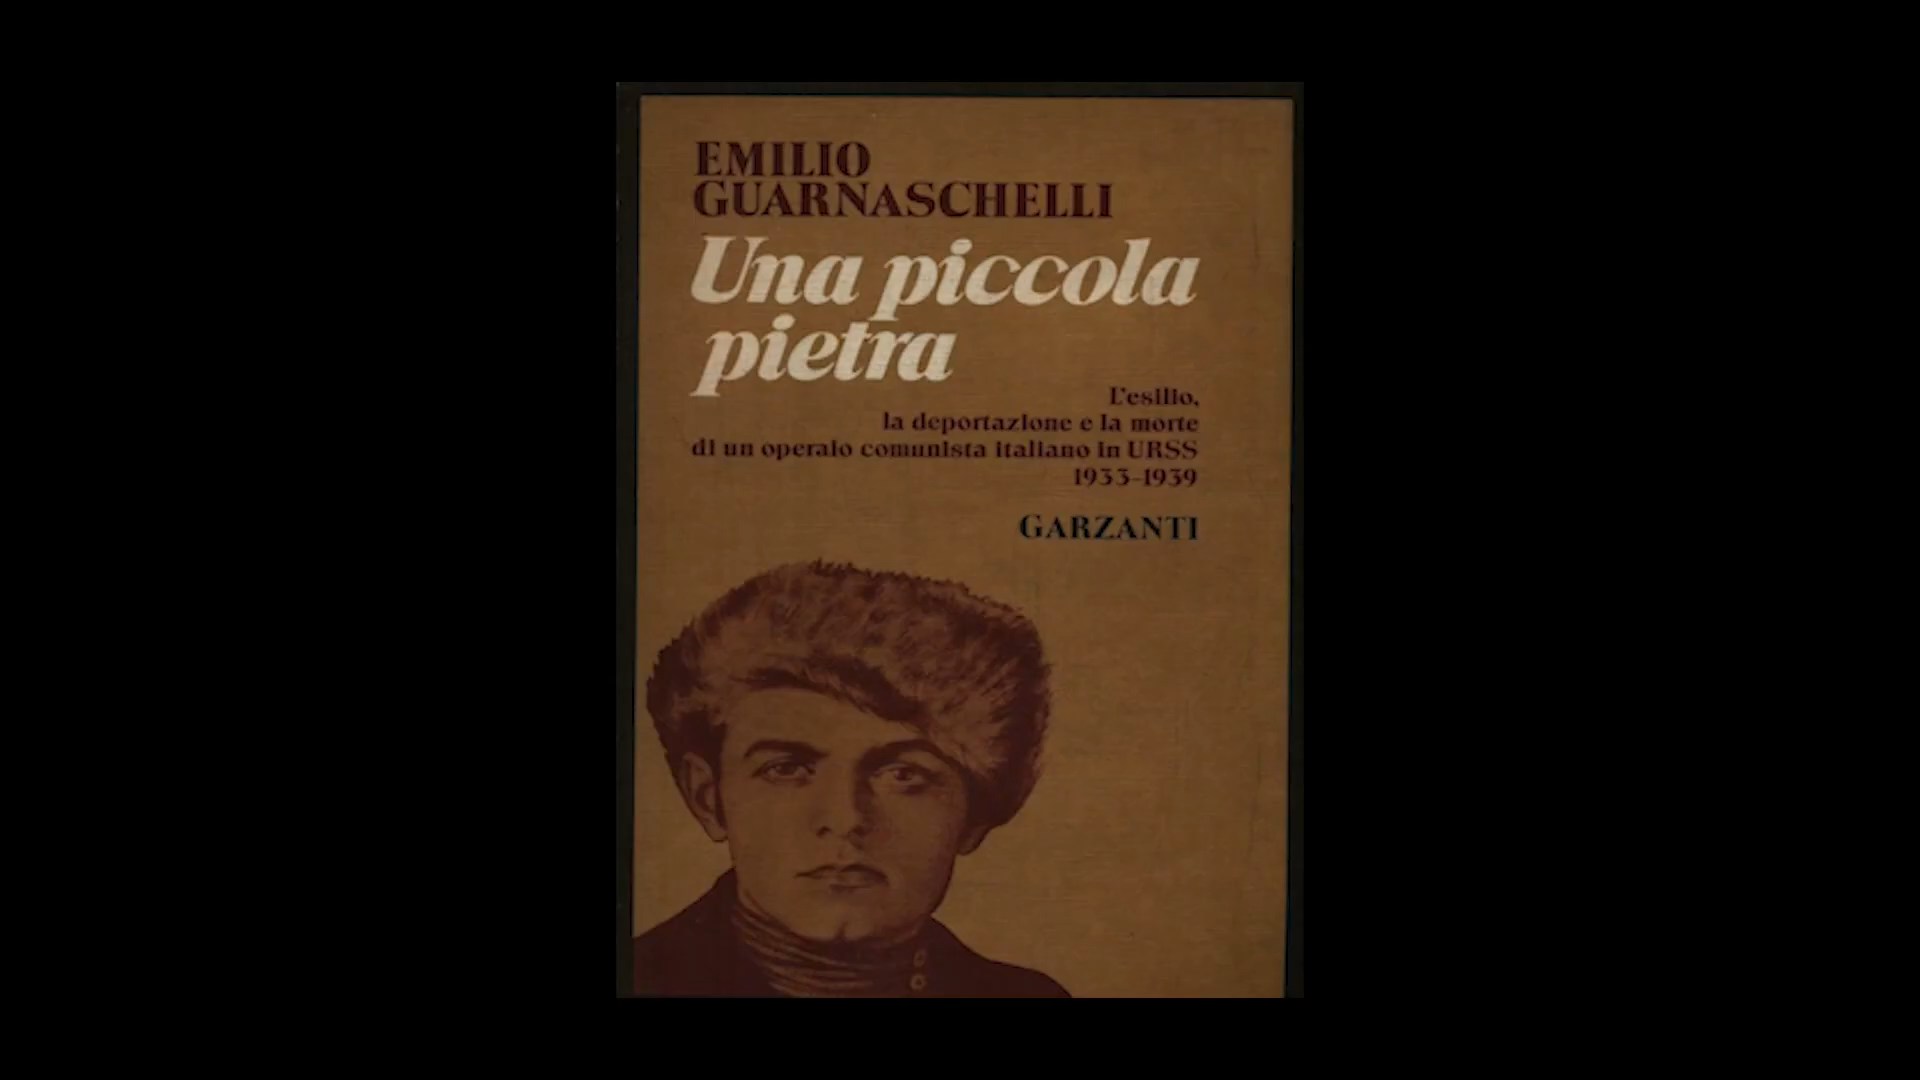 EMILIO
GUARNASCHELLI
Una piccola
pietra
L'esilio,
la deportazione e la morte
di un operaio comunista italiano in URSS
1933-1939
GARZANTI